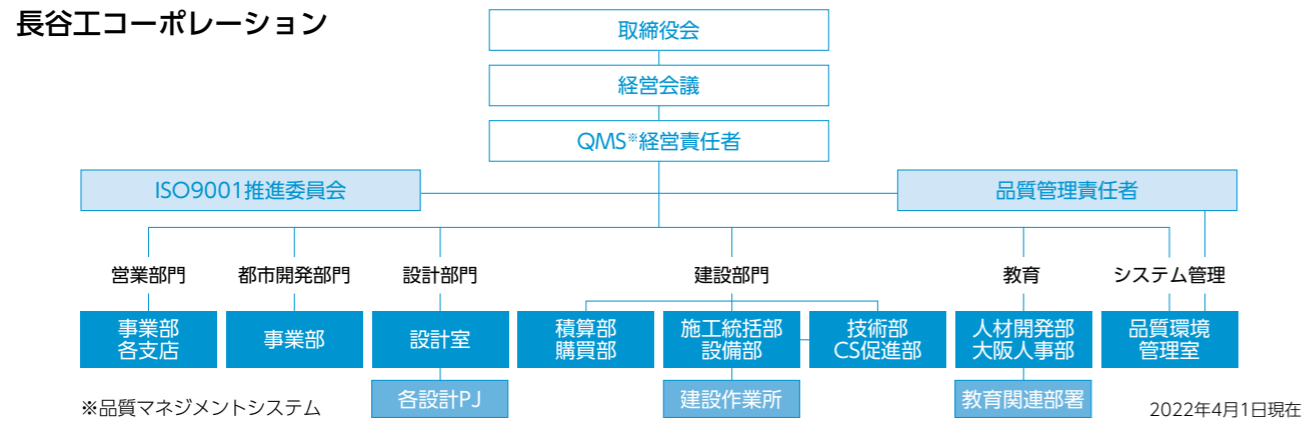 長谷工コーポレーション
取締役会
経営会議
QMS※経営責任者
ISO9001推進委員会
品質管理責任者
営業部門
都市開発部門
設計部門
建設部門
教育
システム管理
事業部
各支店
事業部
設計室
積算部
購買部
施工統括部
設備部
技術部
CS促進部
人材開発部
大阪人事部
品質環境
管理室
各設計PJ
建設作業所
教育関連部署
※品質マネジメントシステム
2022年4月1日現在